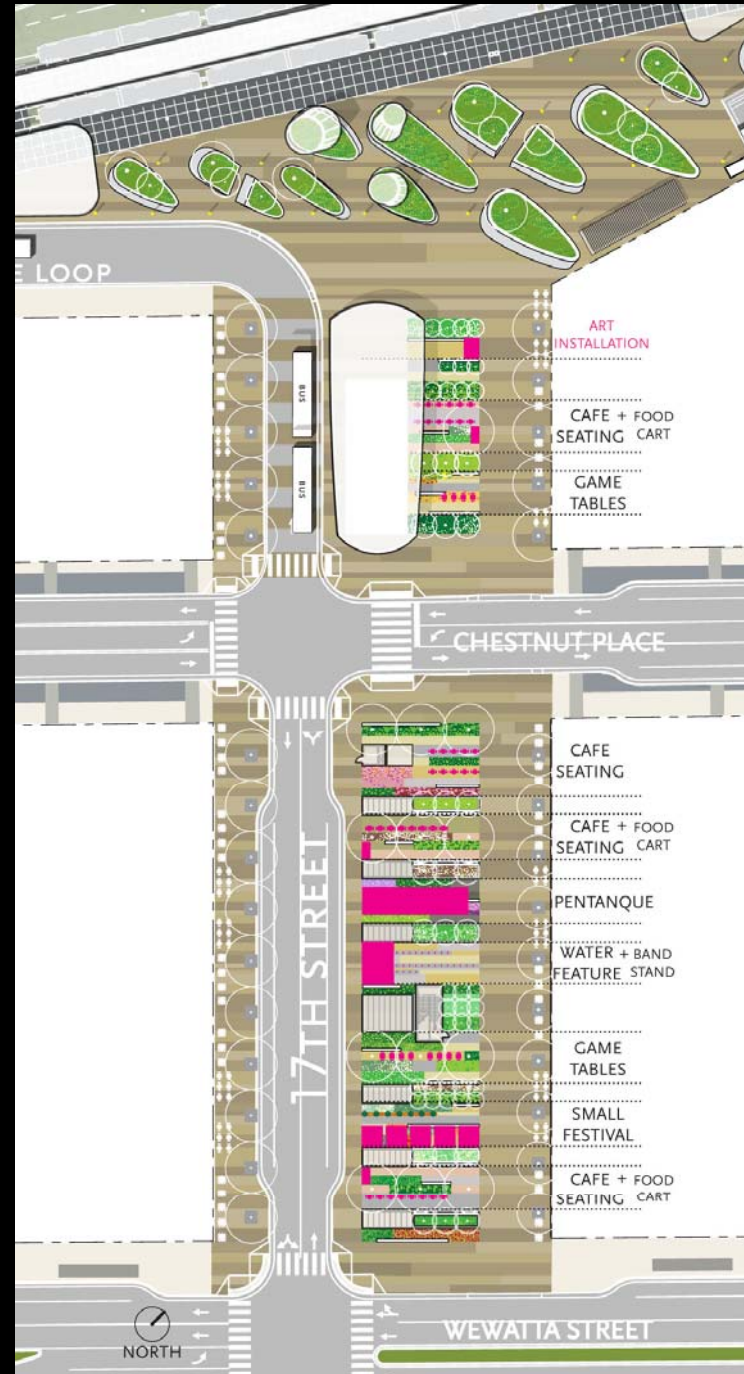 E LOOP
ART
INSTALLATION
BUS
CAFE + FOOD
SEATING CART
BUS
GAME
TABLES
CHESTNUT PLACE
CAFE
SEATING
CAFE + FOOD
SEATING CART
17TH STREET
PENTANQUE
WATER + BAND
FEATURE STAND
GAME
TABLES
SMALL
FESTIVAL
CAFE + FOOD
SEATING CART
NORTH
WEWATTA STREET